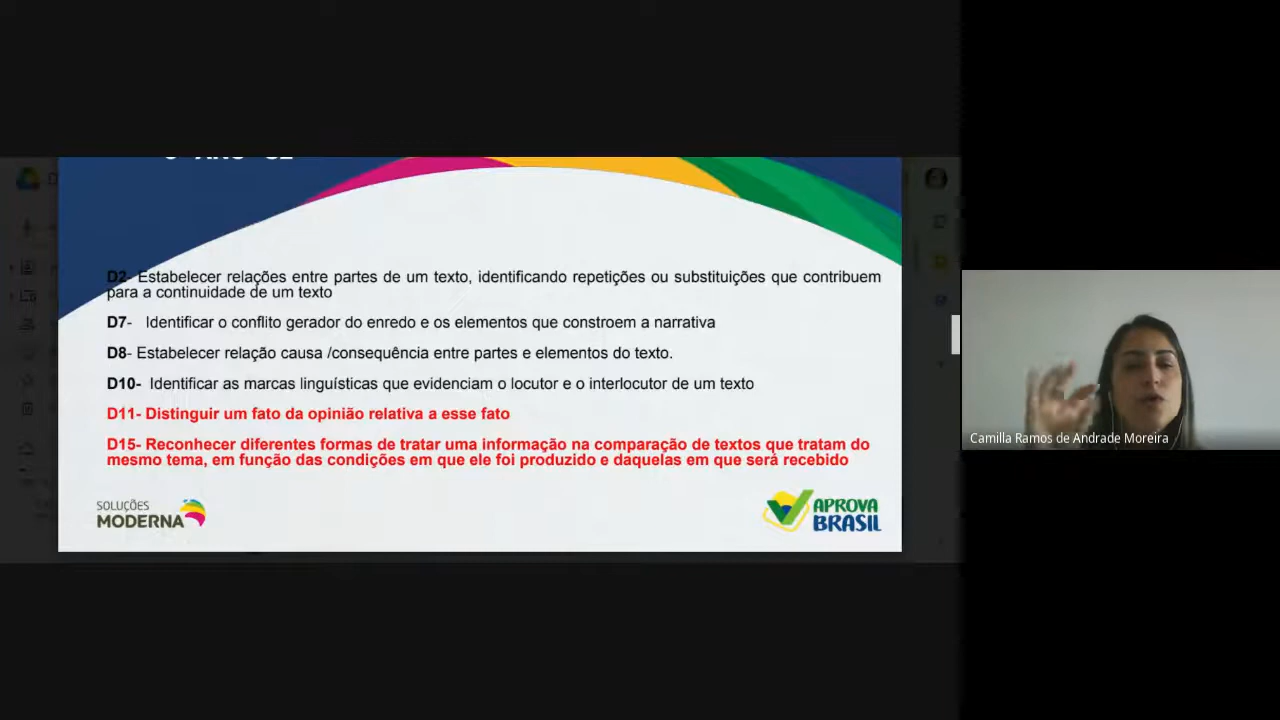 D2- Estabelecer relações entre partes de um texto, identificando repetições ou substituições que contribuem
para a continuidade de um texto
D7- Identificar o conflito gerador do enredo e os elementos que constroem a narrativa
D8- Estabelecer relação causa /consequência entre partes e elementos do texto.
D10- Identificar as marcas linguísticas que evidenciam o locutor e o interlocutor de um texto
D11- Distinguir um fato da opinião relativa a esse fato
D15- Reconhecer diferentes formas de tratar uma informação na comparação de textos que tratam do
mesmo tema, em função das condições em que ele foi produzido e daquelas em que será recebido
SOLUÇÕES
MODERNA
APROVA
BRASIL
Camilla Ramos de Andrade Moreira